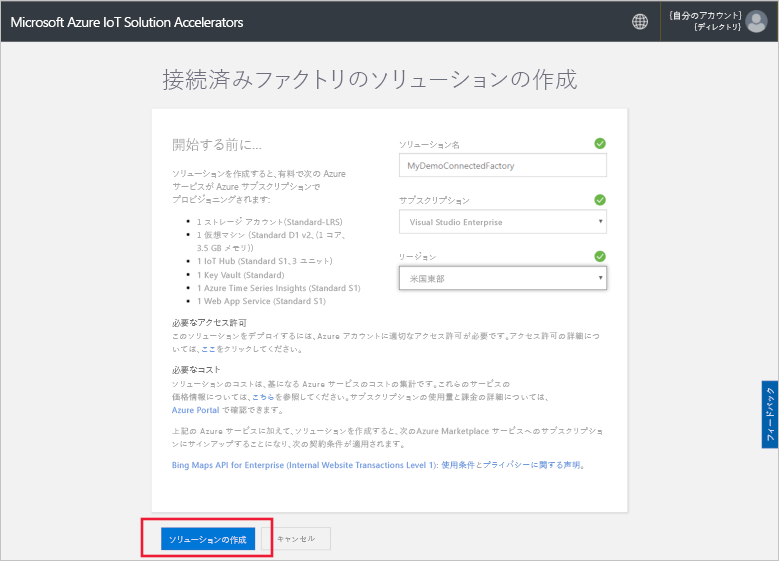 Microsoft Azure IoT Solution Accelerators
[自分のアカウント]
[ディレクトリ]
接続済みファクトリのソリューションの作成
開始する前に...
ソリューションを作成すると、有料で次の Azure
サービスが Azure サブスクリプションで
プロビジョニングされます:
• 1 ストレージ アカウント(Standard-LRS)
• 1 仮想マシン (Standard D1 v2、(1 コア、
3.5 GB メモリ))
• 1 IoT Hub (Standard S1、3 ユニット)
• 1 Key Vault (Standard)
• 1 Azure Time Series Insights (Standard S1)
• 1 Web App Service (Standard S1)
ソリューション名
MyDemoConnectedFactory
サブスクリプション
Visual Studio Enterprise
リージョン
米国東部
必要なアクセス許可
このソリューションをデプロイするには、Azure アカウントに適切なアクセス許可が必要です。アクセス許可の詳細につ
いては、ここをクリックしてください。
必要なコスト
ソリューションのコストは、基になる Azure サービスのコストの集計です。これらのサービスの
価格情報については、こちらを参照してください。サブスクリプションの使用量と課金の詳細については、
Azure Portal で確認できます。
上記の Azure サービスに加えて、ソリューションを作成すると、次のAzure Marketplace サービスへのサブスクリプショ
ンにサインアップすることになり、次の契約条件が適用されます。
Bing Maps API for Enterprise (Internal Website Transactions Level 1): 使用条件とプライバシーに関する声明。
フィードバック
ソリューションの作成
キャンセル